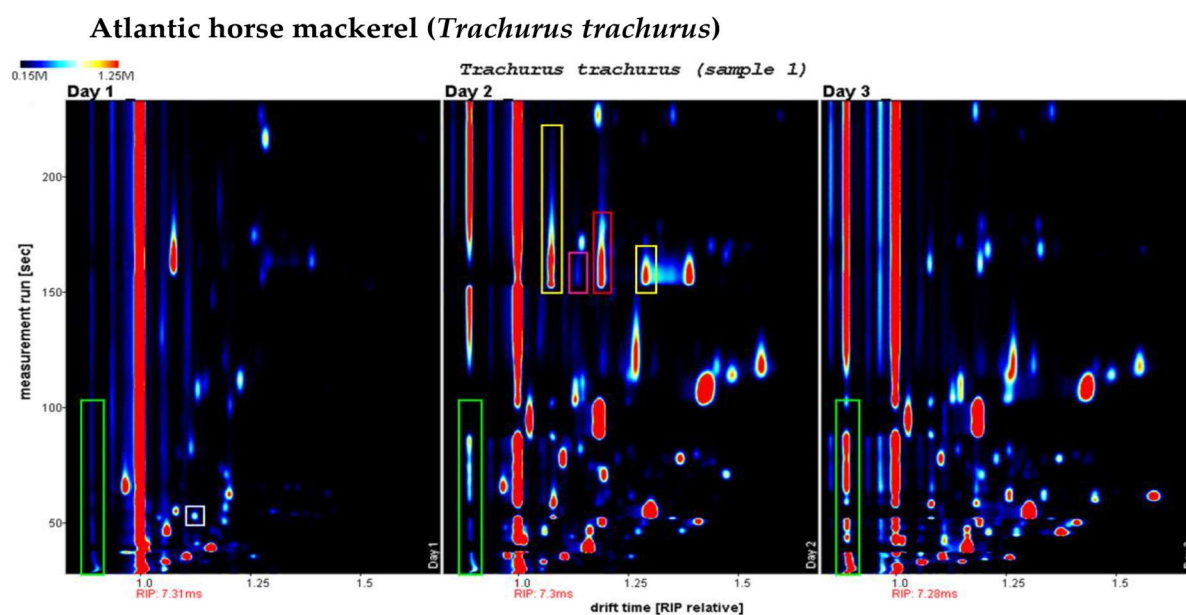 Atlantic horse mackerel (Trachurus trachurus)
0.15M 1.25M
Trachurus trachurus (sample 1)
Day 1 Day 2 Day 3
measurement run [sec]
200
150
100
50
Day 1
Day 2
1.0 1.25 1.5 1.0 1.25 1.5 1.0 1.25 1.5
RIP: 7.31ms RIP: 7.3ms RIP: 7.28ms
drift time [RIP relative]